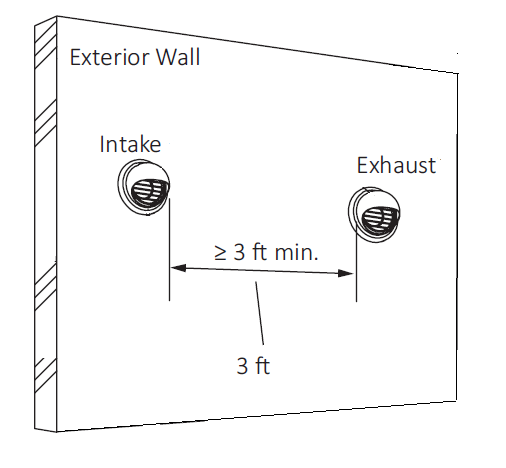 Exterior Wall
Intake
Exhaust
≥ 3 ft min.
3 ft